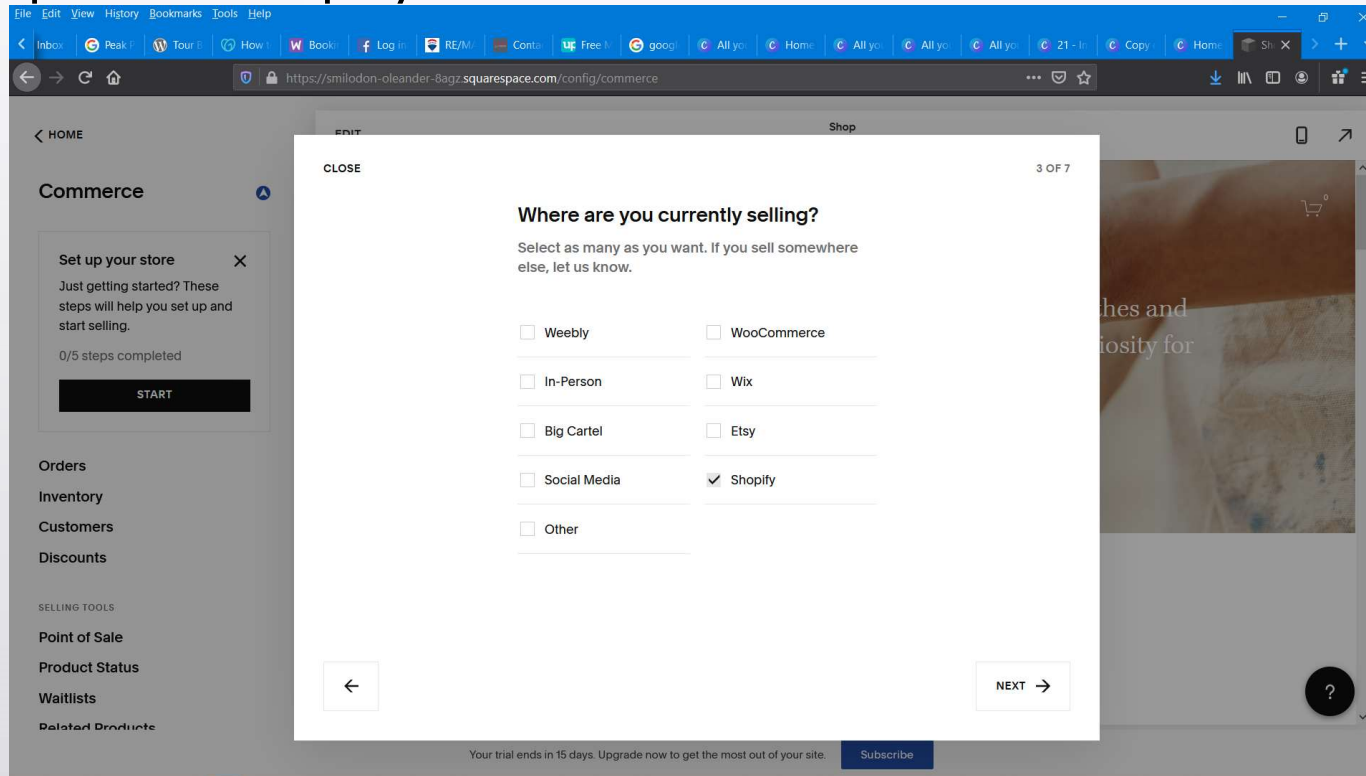 File Edit View History Bookmarks Tools Help
Inbox Peak Tour How Book Log in RE/M Conta Free goog All yo Home All yo All yo All yo 21 - In Copy Home Sh
https://smilodon-oleander-8agz.squarespace.com/config/commerce
HOME
EDIT
Shop
CLOSE
3 OF 7
Commerce
Where are you currently selling?
Select as many as you want. If you sell somewhere
else, let us know.
Set up your store
Just getting started? These
steps will help you set up and
start selling.
0/5 steps completed
START
Weebly WooCommerce
In-Person Wix
Big Cartel Etsy
Social Media Shopify
Other
and
for
Orders
Inventory
Customers
Discounts
SELLING TOOLS
Point of Sale
Product Status
Waitlists
Related Products
NEXT
?
Your trial ends in 15 days. Upgrade now to get the most out of your site. Subscribe